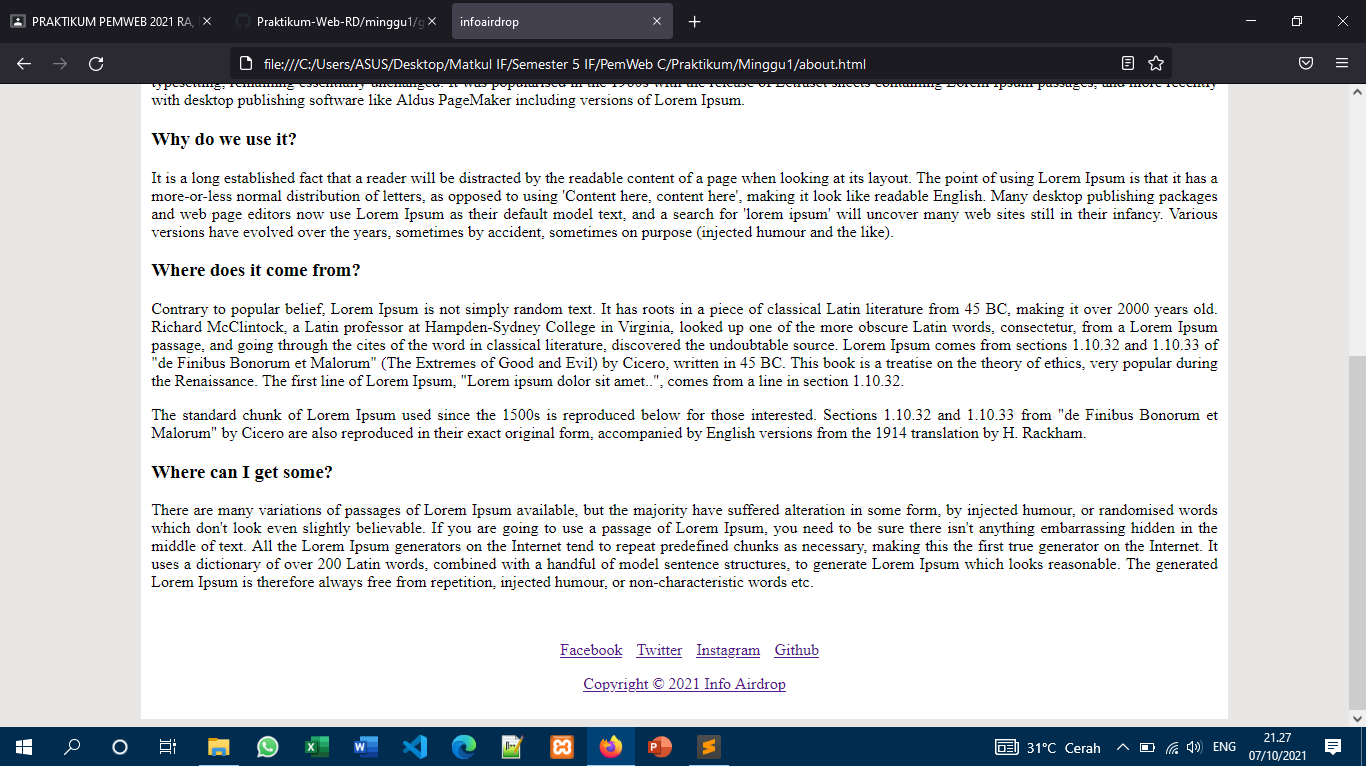 PRAKTIKUM PEMWEB 2021 RA,
Praktikum-Web-RD/minggu1/g
infoairdrop
file:///C:/Users/ASUS/Desktop/Matkul IF/Semester 5 IF/PemWeb C/Praktikum/Minggu1/about.html
typesetting, remaining essentially unchanged. It was popularised in the 1960s with the release of Letraset sheets containing Lorem Ipsum passages, and more recently
with desktop publishing software like Aldus PageMaker including versions of Lorem Ipsum.
Why do we use it?
It is a long established fact that a reader will be distracted by the readable content of a page when looking at its layout. The point of using Lorem Ipsum is that it has a
more-or-less normal distribution of letters, as opposed to using 'Content here, content here', making it look like readable English. Many desktop publishing packages
and web page editors now use Lorem Ipsum as their default model text, and a search for 'lorem ipsum' will uncover many web sites still in their infancy. Various
versions have evolved over the years, sometimes by accident, sometimes on purpose (injected humour and the like).
Where does it come from?
Contrary to popular belief, Lorem Ipsum is not simply random text. It has roots in a piece of classical Latin literature from 45 BC, making it over 2000 years old.
Richard McClintock, a Latin professor at Hampden-Sydney College in Virginia, looked up one of the more obscure Latin words, consectetur, from a Lorem Ipsum
passage, and going through the cites of the word in classical literature, discovered the undoubtable source. Lorem Ipsum comes from sections 1.10.32 and 1.10.33 of
"de Finibus Bonorum et Malorum" (The Extremes of Good and Evil) by Cicero, written in 45 BC. This book is a treatise on the theory of ethics, very popular during
the Renaissance. The first line of Lorem Ipsum, "Lorem ipsum dolor sit amet..", comes from a line in section 1.10.32.
The standard chunk of Lorem Ipsum used since the 1500s is reproduced below for those interested. Sections 1.10.32 and 1.10.33 from "de Finibus Bonorum et
Malorum" by Cicero are also reproduced in their exact original form, accompanied by English versions from the 1914 translation by H. Rackham.
Where can I get some?
There are many variations of passages of Lorem Ipsum available, but the majority have suffered alteration in some form, by injected humour, or randomised words
which don't look even slightly believable. If you are going to use a passage of Lorem Ipsum, you need to be sure there isn't anything embarrassing hidden in the
middle of text. All the Lorem Ipsum generators on the Internet tend to repeat predefined chunks as necessary, making this the first true generator on the Internet. It
uses a dictionary of over 200 Latin words, combined with a handful of model sentence structures, to generate Lorem Ipsum which looks reasonable. The generated
Lorem Ipsum is therefore always free from repetition, injected humour, or non-characteristic words etc.
Facebook Twitter Instagram Github
Copyright © 2021 Info Airdrop
31°C Cerah
ENG
21.27
07/10/2021